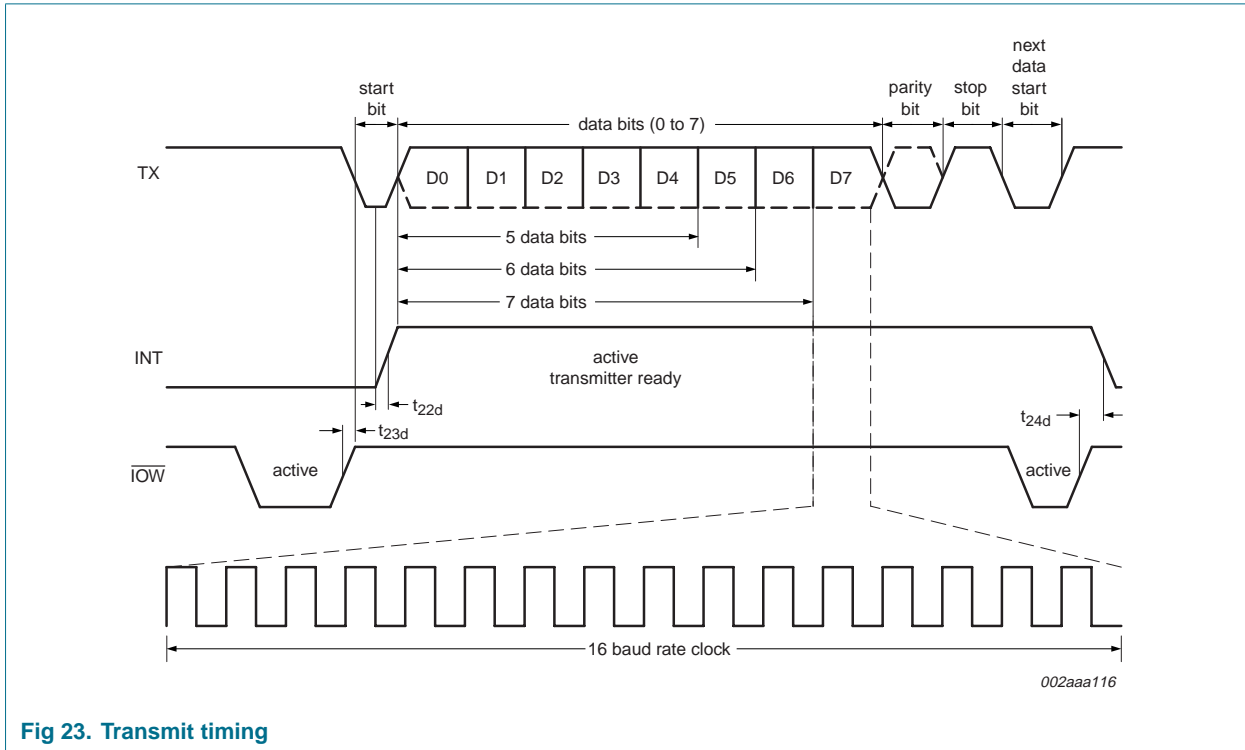 start
bit
data bits (0 to 7)
parity
bit
stop
bit
next
data
start
bit
TX
D0 D1 D2 D3 D4 D5 D6 D7
5 data bits
6 data bits
7 data bits
INT
active
transmitter ready
t22d
t23d
t24d
IOW
active
active
16 baud rate clock
002aaa116
Fig 23. Transmit timing